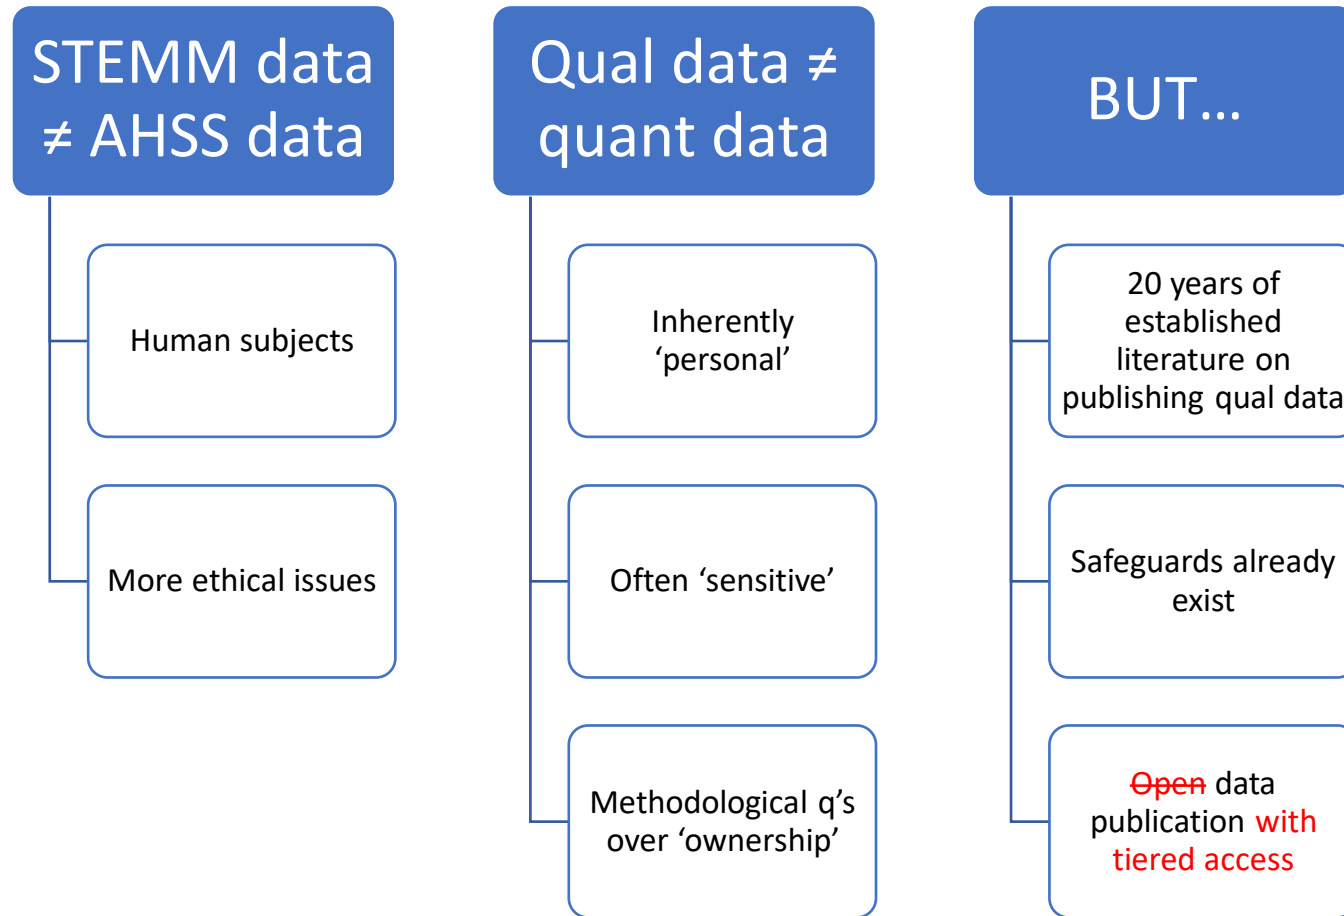 STEMM data
≠ AHSS data
Human subjects
More ethical issues
Qual data ≠
quant data
Inherently
‘personal’
Often ‘sensitive’
Methodological q’s
over ‘ownership’
BUT…
20 years of
established
literature on
publishing qual data
Safeguards already
exist
Open data
publication with
tiered access